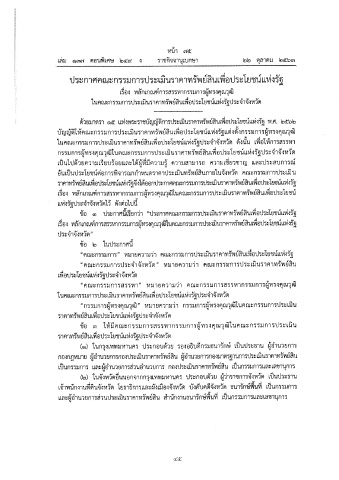 หน้า ๓๕
เล่ม ๑๓๗ ตอนพิเศษ ๒๔๙ ง ราชกิจจานุเบกษา ๒๒ ตุลาคม ๒๕๖๓
ประกาศคณะกรรมการประเมินราคาทรัพย์สินเพื่อประโยชน์แห่งรัฐ
เรื่อง หลักเกณฑ์การสรรหากรรมการผู้ทรงคุณวุฒิ
ในคณะกรรมการประเมินราคาทรัพย์สินเพื่อประโยชน์แห่งรัฐประจำจังหวัด
ด้วยมาตรา ๑๕ แห่งพระราชบัญญัติการประเมินราคาทรัพย์สินเพื่อประโยชน์แห่งรัฐ พ.ศ. ๒๕๖๒
บัญญัติให้คณะกรรมการประเมินราคาทรัพย์สินเพื่อประโยชน์แห่งรัฐแต่งตั้งกรรมการผู้ทรงคุณวุฒิ
ในคณะกรรมการประเมินราคาทรัพย์สินเพื่อประโยชน์แห่งรัฐประจำจังหวัด ดังนั้น เพื่อให้การสรรหา
กรรมการผู้ทรงคุณวุฒิในคณะกรรมการประเมินราคาทรัพย์สินเพื่อประโยชน์แห่งรัฐประจำจังหวัด
เป็นไปด้วยความเรียบร้อยและได้ผู้ที่มีความรู้ ความสามารถ ความเชี่ยวชาญ และประสบการณ์
อันเป็นประโยชน์ต่อการพิจารณากำหนดราคาประเมินทรัพย์สินภายในจังหวัด คณะกรรมการประเมิน
ราคาทรัพย์สินเพื่อประโยชน์แห่งรัฐจึงได้ออกประกาศคณะกรรมการประเมินราคาทรัพย์สินเพื่อประโยชน์แห่งรัฐ
เรื่อง หลักเกณฑ์การสรรหากรรมการผู้ทรงคุณวุฒิในคณะกรรมการประเมินราคาทรัพย์สินเพื่อประโยชน์
แห่งรัฐประจำจังหวัดไว้ ดังต่อไปนี้
ข้อ ๑ ประกาศนี้เรียกว่า "ประกาศคณะกรรมการประเมินราคาทรัพย์สินเพื่อประโยชน์แห่งรัฐ
เรื่อง หลักเกณฑ์การสรรหากรรมการผู้ทรงคุณวุฒิในคณะกรรมการประเมินราคาทรัพย์สินเพื่อประโยชน์แห่งรัฐ
ประจำจังหวัด"
ข้อ ๒ ในประกาศนี้
"คณะกรรมการ" หมายความว่า คณะกรรมการประเมินราคาทรัพย์สินเพื่อประโยชน์แห่งรัฐ
"คณะกรรมการประจำจังหวัด" หมายความว่า คณะกรรมการประเมินราคาทรัพย์สิน
เพื่อประโยชน์แห่งรัฐประจำจังหวัด
"คณะกรรมการสรรหา" หมายความว่า คณะกรรมการสรรหากรรมการผู้ทรงคุณวุฒิ
ในคณะกรรมการประเมินราคาทรัพย์สินเพื่อประโยชน์แห่งรัฐประจำจังหวัด
"กรรมการผู้ทรงคุณวุฒิ" หมายความว่า กรรมการผู้ทรงคุณวุฒิในคณะกรรมการประเมิน
ราคาทรัพย์สินเพื่อประโยชน์แห่งรัฐประจำจังหวัด
ข้อ ๓ ให้มีคณะกรรมการสรรหากรรมการผู้ทรงคุณวุฒิในคณะกรรมการประเมิน
ราคาทรัพย์สินเพื่อประโยชน์แห่งรัฐประจำจังหวัด
(๑) ในกรุงเทพมหานคร ประกอบด้วย รองอธิบดีกรมธนารักษ์ เป็นประธาน ผู้อำนวยการ
กองกฎหมาย ผู้อำนวยการกองประเมินราคาทรัพย์สิน ผู้อำนวยการกองมาตรฐานการประเมินราคาทรัพย์สิน
เป็นกรรมการ และผู้อำนวยการส่วนอำนวยการ กองประเมินราคาทรัพย์สิน เป็นกรรมการและเลขานุการ
(๒) ในจังหวัดอื่นนอกจากกรุงเทพมหานคร ประกอบด้วย ผู้ว่าราชการจังหวัด เป็นประธาน
เจ้าพนักงานที่ดินจังหวัด โยธาธิการและผังเมืองจังหวัด ปลัดจังหวัด ธนารักษ์พื้นที่ เป็นกรรมการ
และผู้อำนวยการส่วนประเมินราคาทรัพย์สิน สำนักงานธนารักษ์พื้นที่ เป็นกรรมการและเลขานุการ